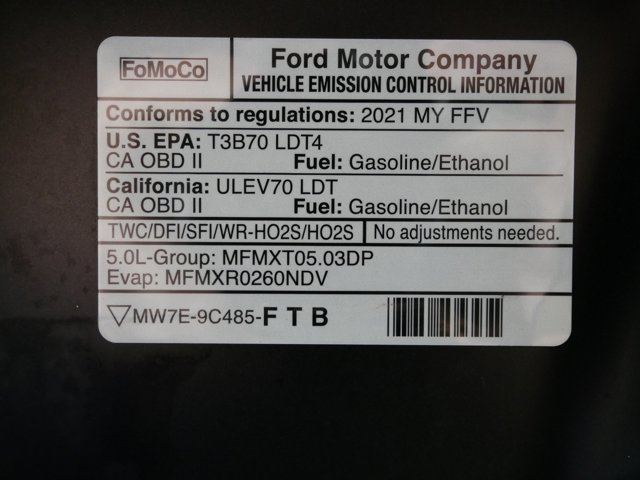 FoMoCo
Ford Motor Company
VEHICLE EMISSION CONTROL INFORMATION
Conforms to regulations: 2021 MY FFV
U.S. EPA: T3B70 LDT4
CA OBD II Fuel: Gasoline/Ethanol
California: ULEV70 LDT
CA OBD II Fuel: Gasoline/Ethanol
TWC/DFI/SFI/WR-HO2S/HO2S No adjustments needed.
5.0L-Group: MFMXT05.03DP
Evap: MFMXR0260NDV
▽MW7E-9C485-F T B